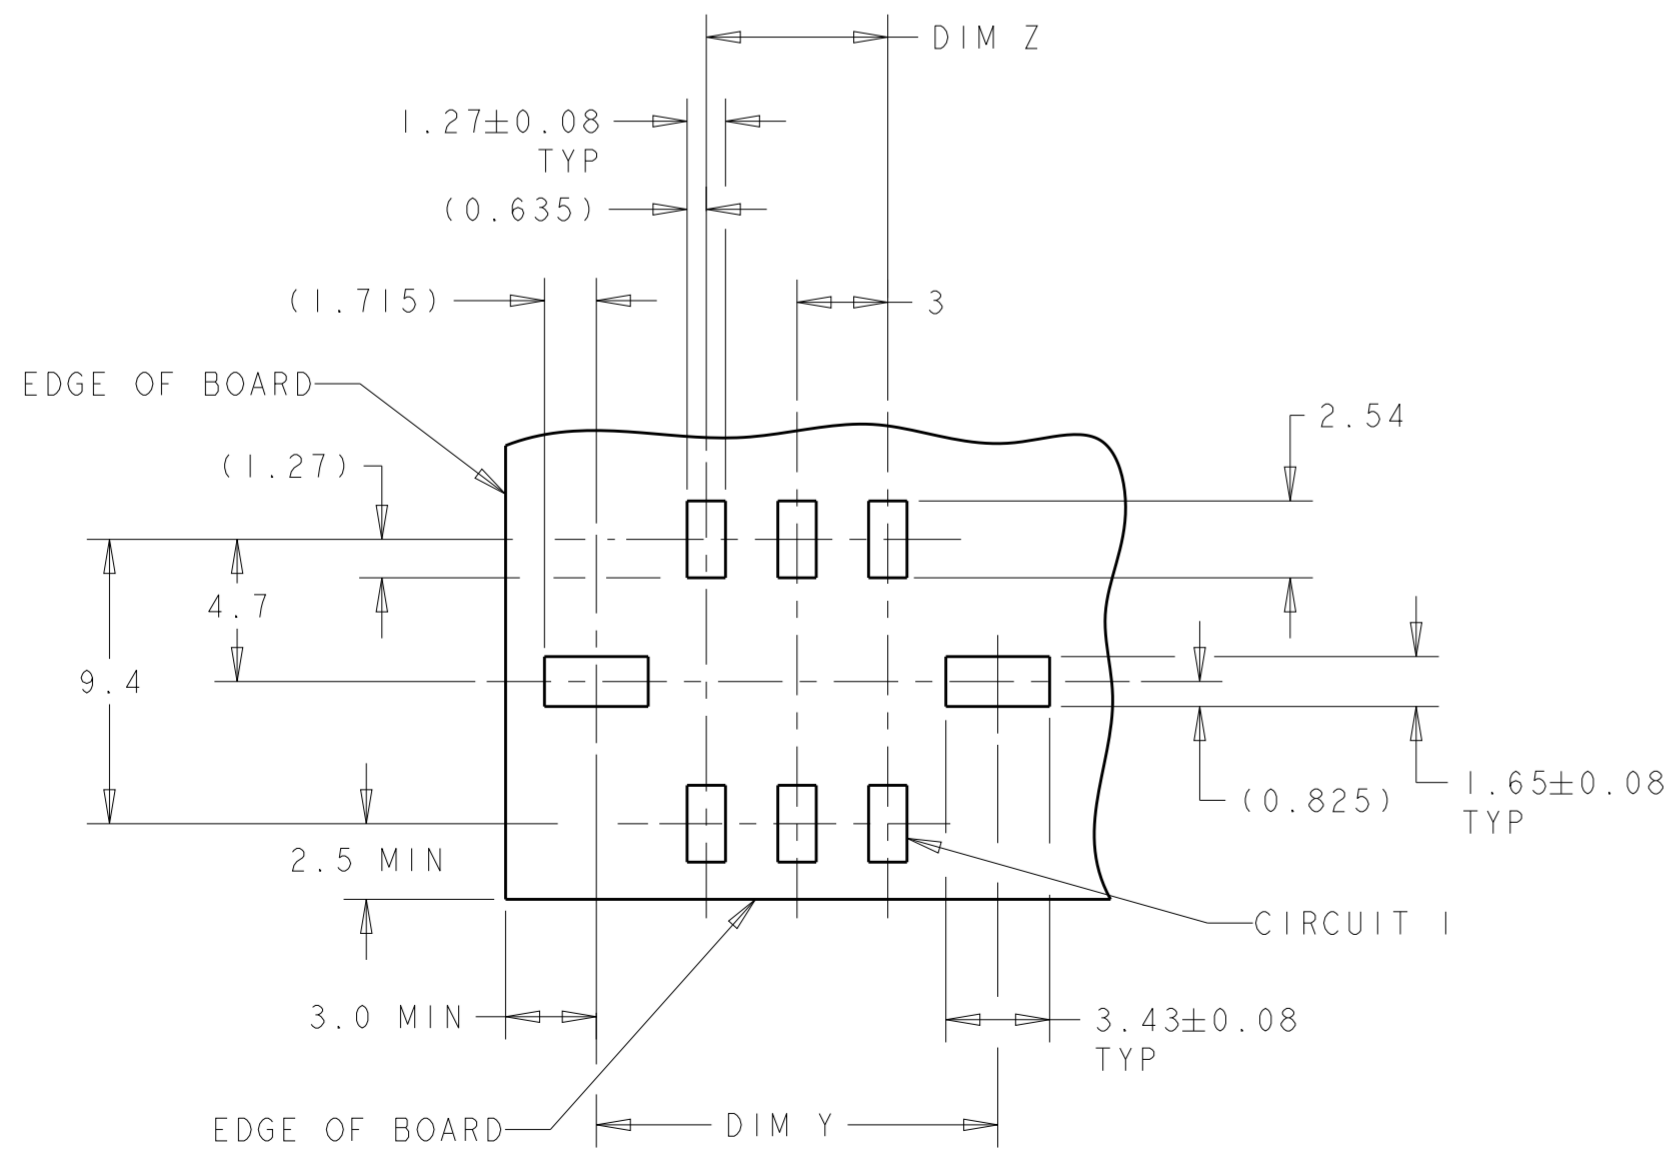 DIM Z
1.27±0.08
TYP
(0.635)
(1.715)
3
EDGE OF BOARD
2.54
(1.27)
4.7
9.4
1.65±0.08
TYP
(0.825)
2.5 MIN
CIRCUIT 1
3.0 MIN
3.43±0.08
TYP
DIM Y
EDGE OF BOARD